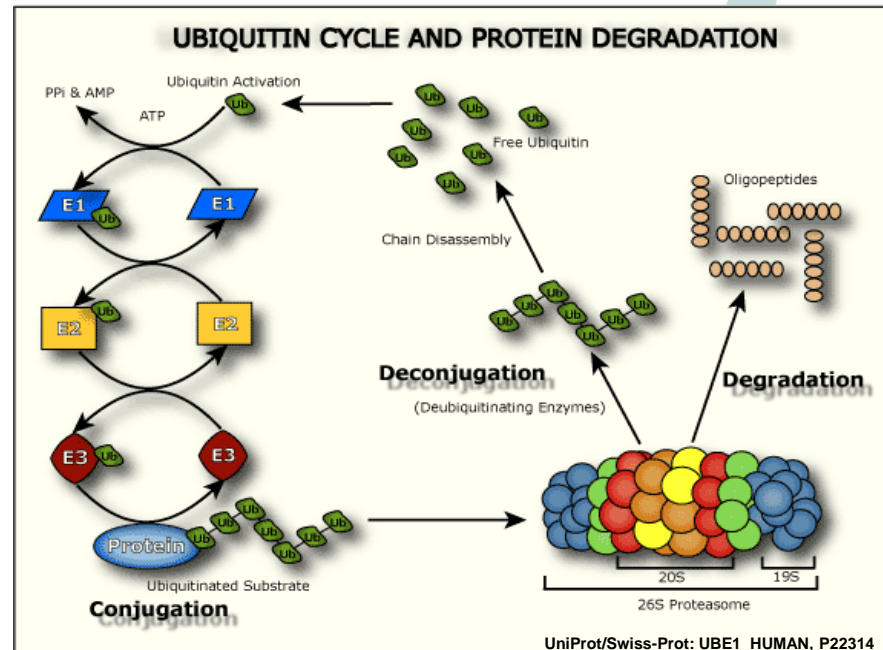 UBIQUITIN CYCLE AND PROTEIN DEGRADATION
Ubiquitin Activation
PPi & AMP
ATP
Ub
Ub
Ub
Ub
Ub
Ub
Ub
Ub
Free Ubiquitin
Oligopeptides
E1
Ub
E1
Chain Disassembly
E2
Ub
E2
Ub
Ub
Ub
Ub
Ub
Ub
Ub
Deconjugation
(Deubiquitinating Enzymes)
Degradation
E3
Ub
E3
Protein
Ub
Ub
Ub
Ub
Ub
Ub
Ub
Ubiquitinated Substrate
Conjugation
20S
19S
26S Proteasome
UniProt/Swiss-Prot: UBE1_HUMAN, P22314